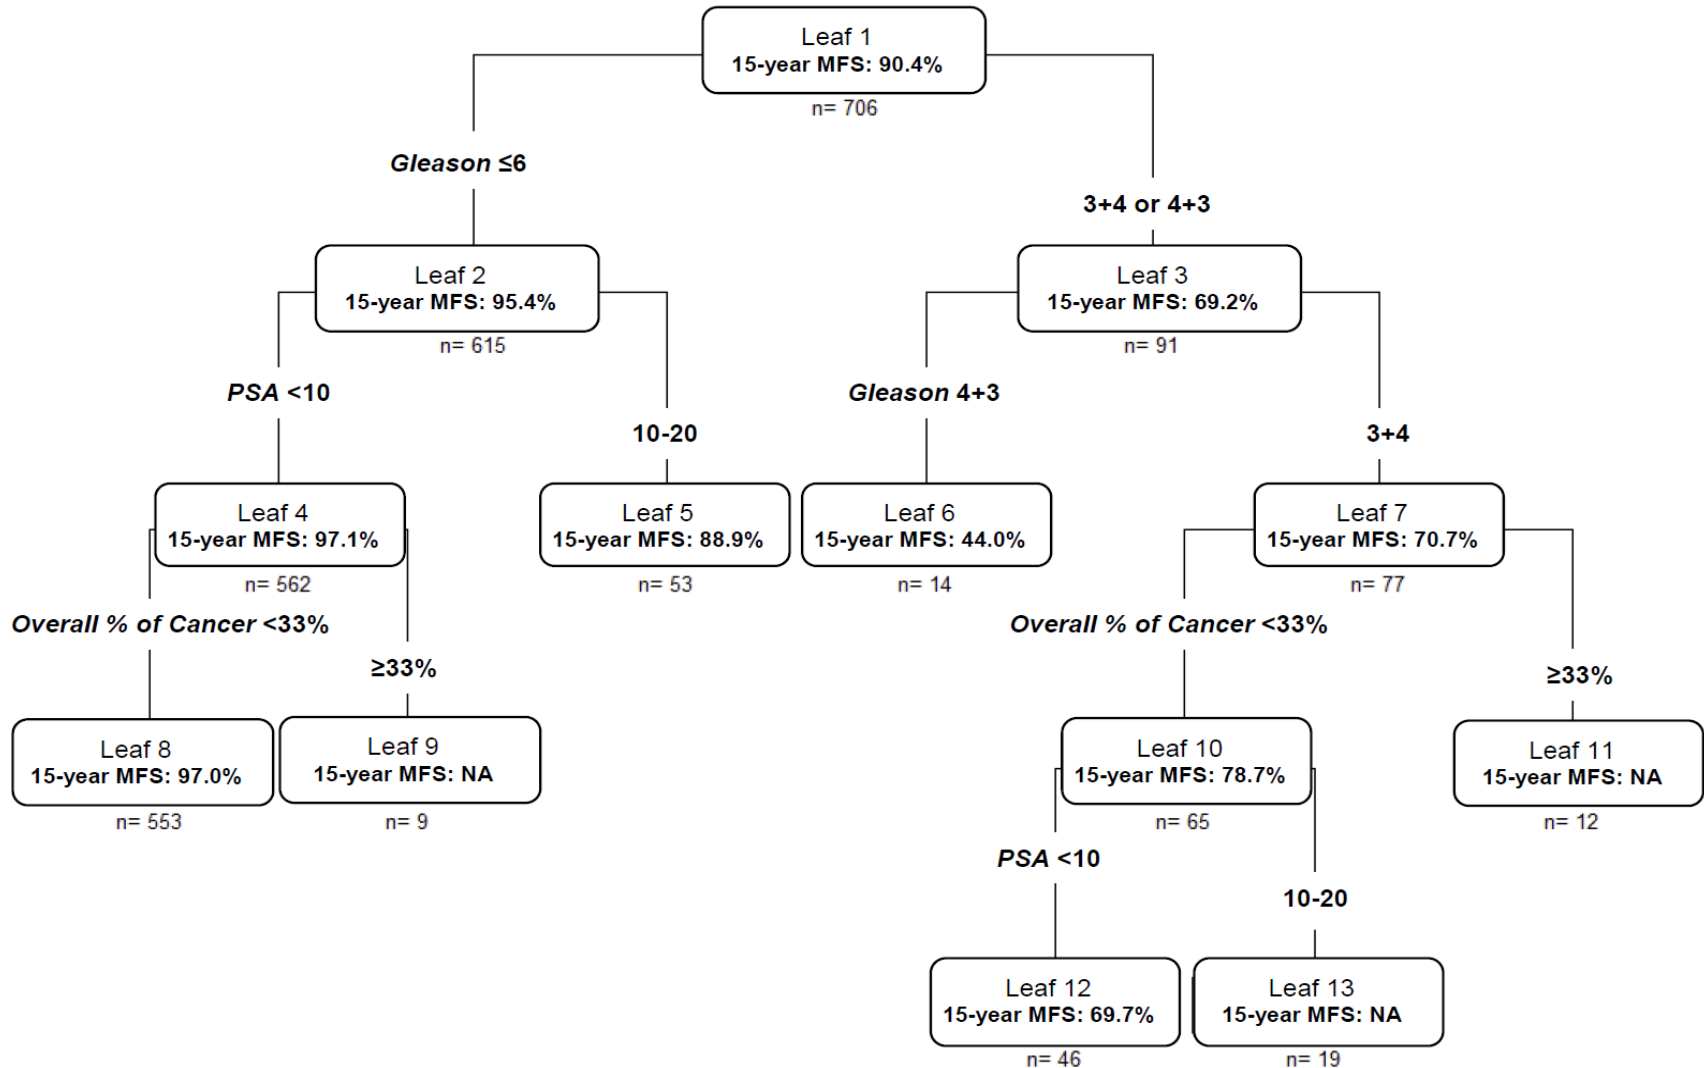 Leaf 1
15-year MFS: 90.4%
n= 706
Gleason ≤6
3+4 or 4+3
Leaf 2
15-year MFS: 95.4%
n= 615
Leaf 3
15-year MFS: 69.2%
n= 91
PSA <10
10-20
Gleason 4+3
3+4
Leaf 4
15-year MFS: 97.1%
n= 562
Leaf 5
15-year MFS: 88.9%
n= 53
Leaf 6
15-year MFS: 44.0%
n= 14
Leaf 7
15-year MFS: 70.7%
n= 77
Overall % of Cancer <33%
≥33%
Overall % of Cancer <33%
≥33%
Leaf 8
15-year MFS: 97.0%
n= 553
Leaf 9
15-year MFS: NA
n= 9
Leaf 10
15-year MFS: 78.7%
n= 65
Leaf 11
15-year MFS: NA
n= 12
PSA <10
10-20
Leaf 12
15-year MFS: 69.7%
n= 46
Leaf 13
15-year MFS: NA
n= 19